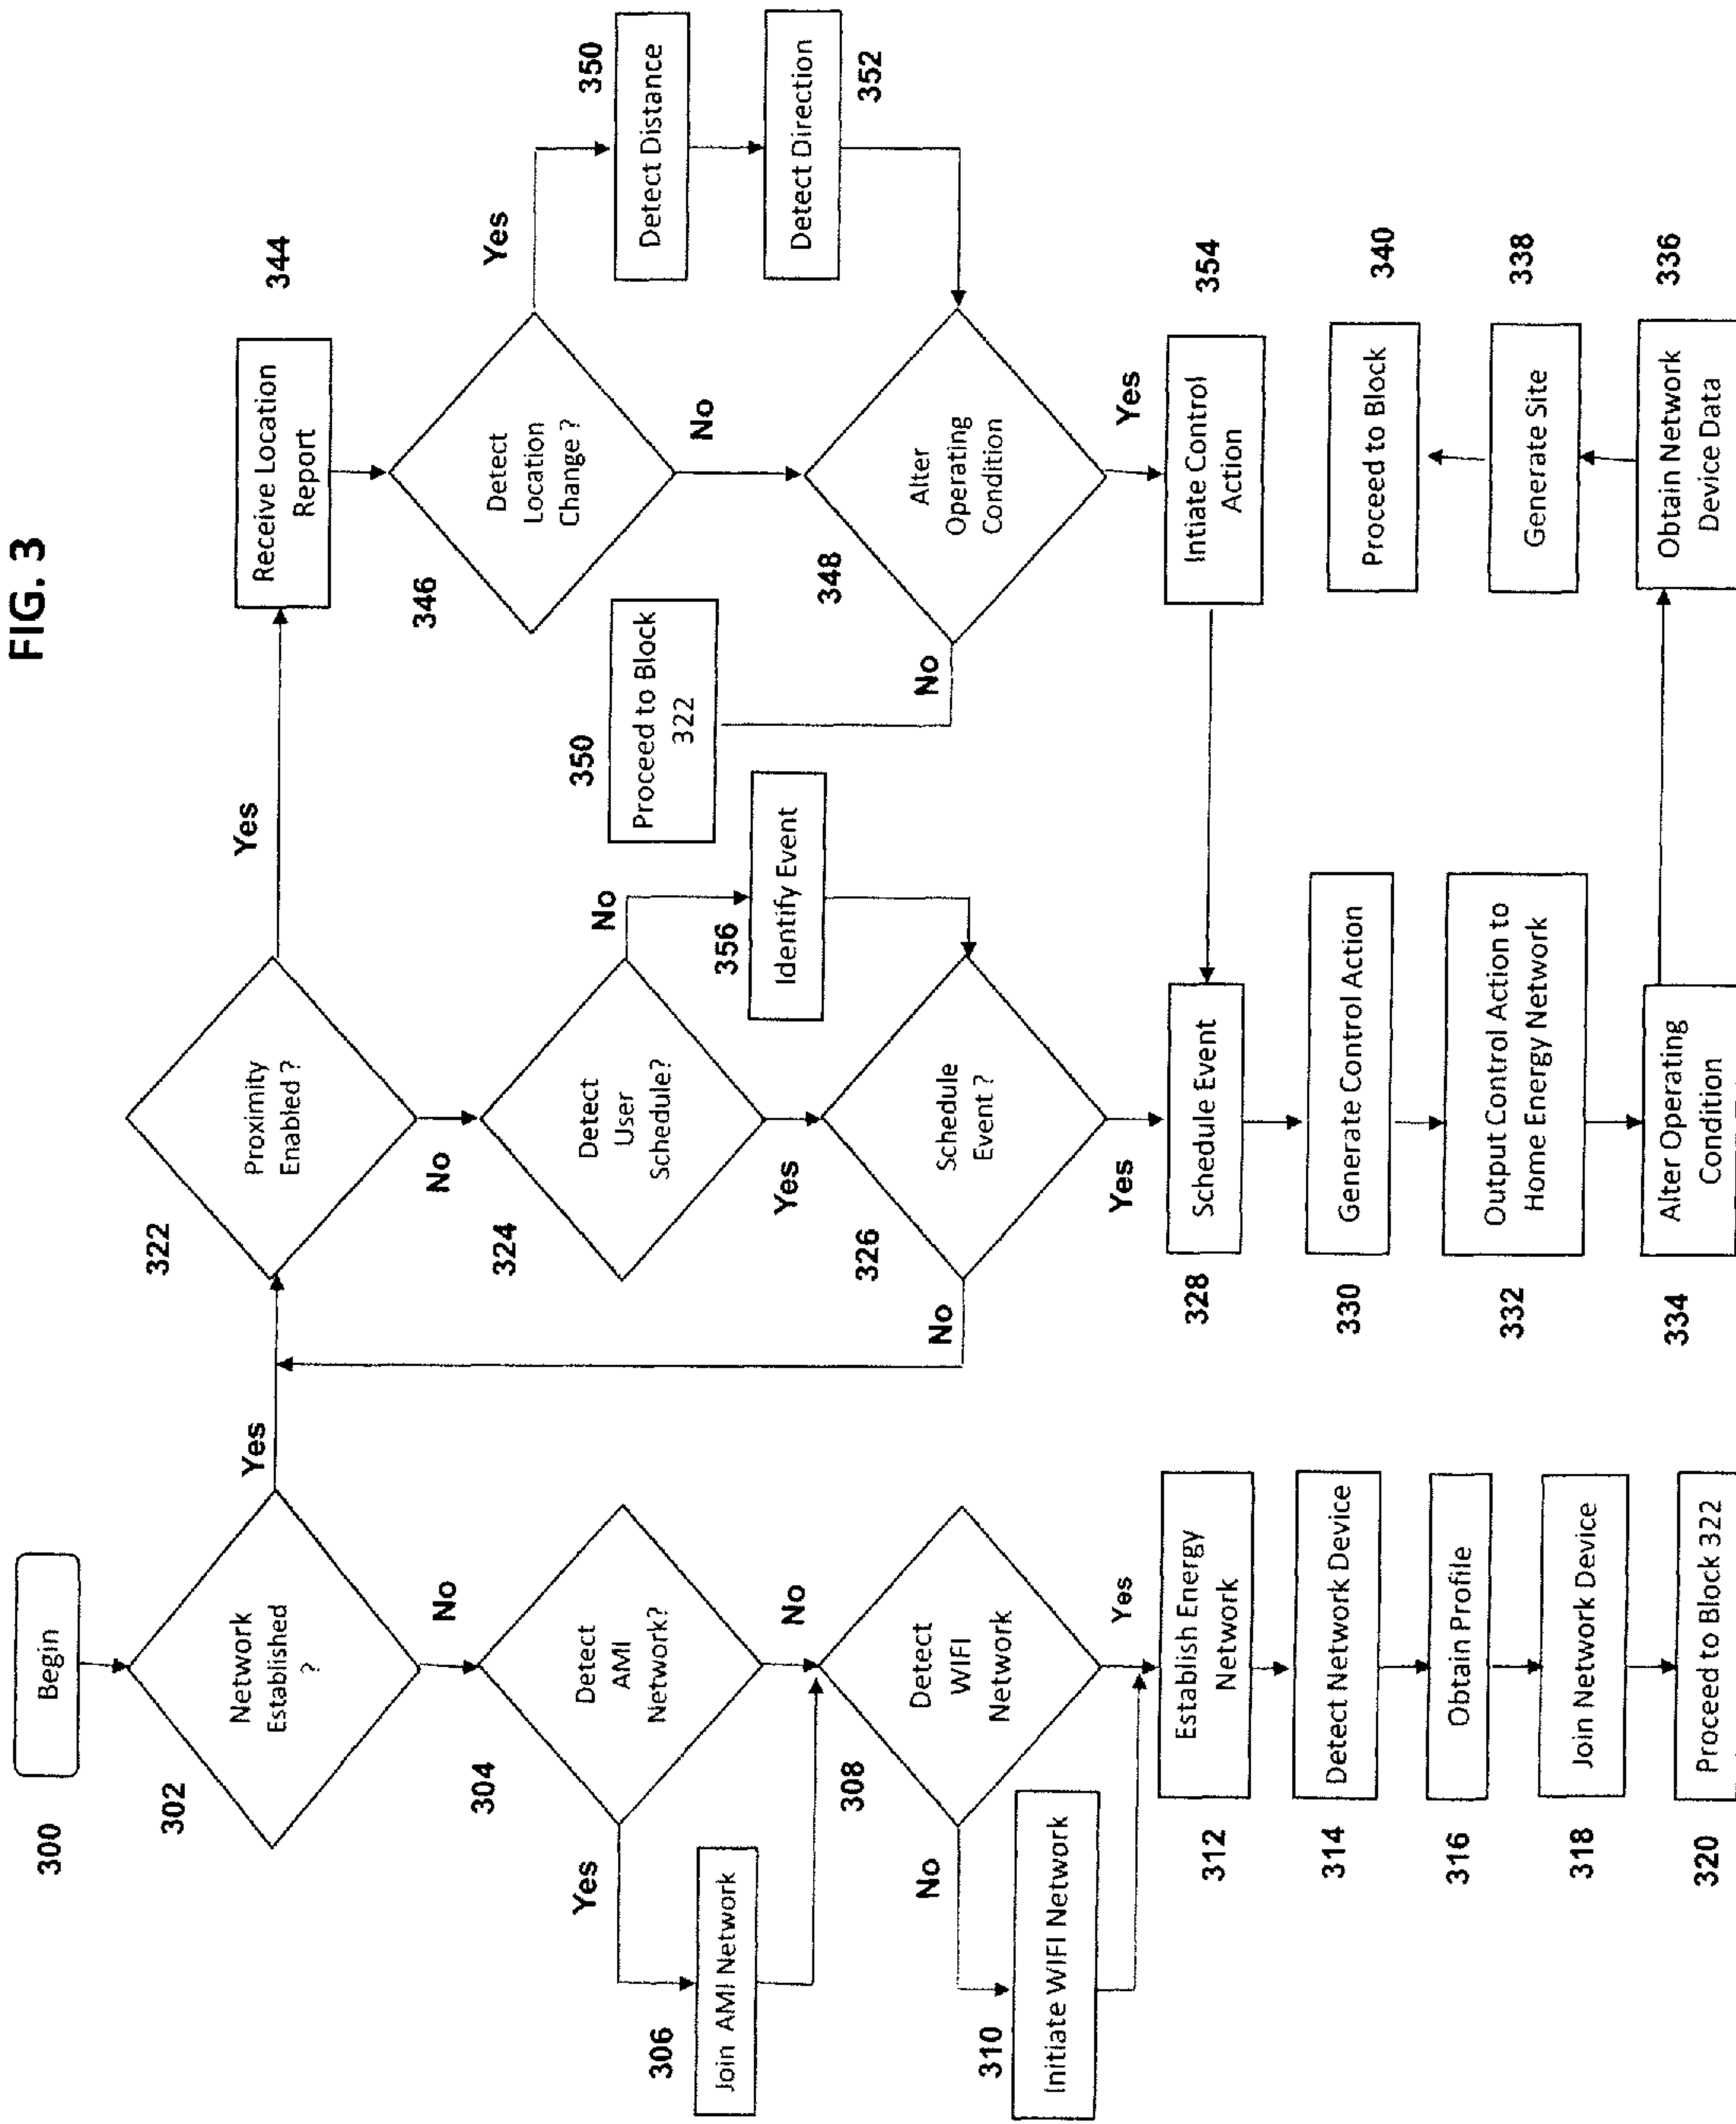 FIG. 3
300
Begin
302
Network
Established
?
Yes
No
304
Detect
AMI
Network?
Yes
No
306
Join AMI Network
308
Detect
WIFI
Network
No
Yes
310
Initiate WIFI Network
312
Establish Energy
Network
314
Detect Network Device
316
Obtain Profile
318
Join Network Device
320
Proceed to Block 322
322
Proximity
Enabled ?
Yes
No
324
Detect
User
Schedule?
No
Yes
356
Identify Event
326
Schedule
Event ?
No
Yes
328
Schedule Event
330
Generate Control Action
332
Output Control Action to
Home Energy Network
334
Alter Operating
Condition
344
Receive Location
Report
346
Detect
Location
Change ?
Yes
No
350
Detect Distance
352
Detect Direction
350
Proceed to Block
322
348
Alter
Operating
Condition
No
Yes
354
Intiate Control
Action
340
Proceed to Block
338
Generate Site
336
Obtain Network
Device Data